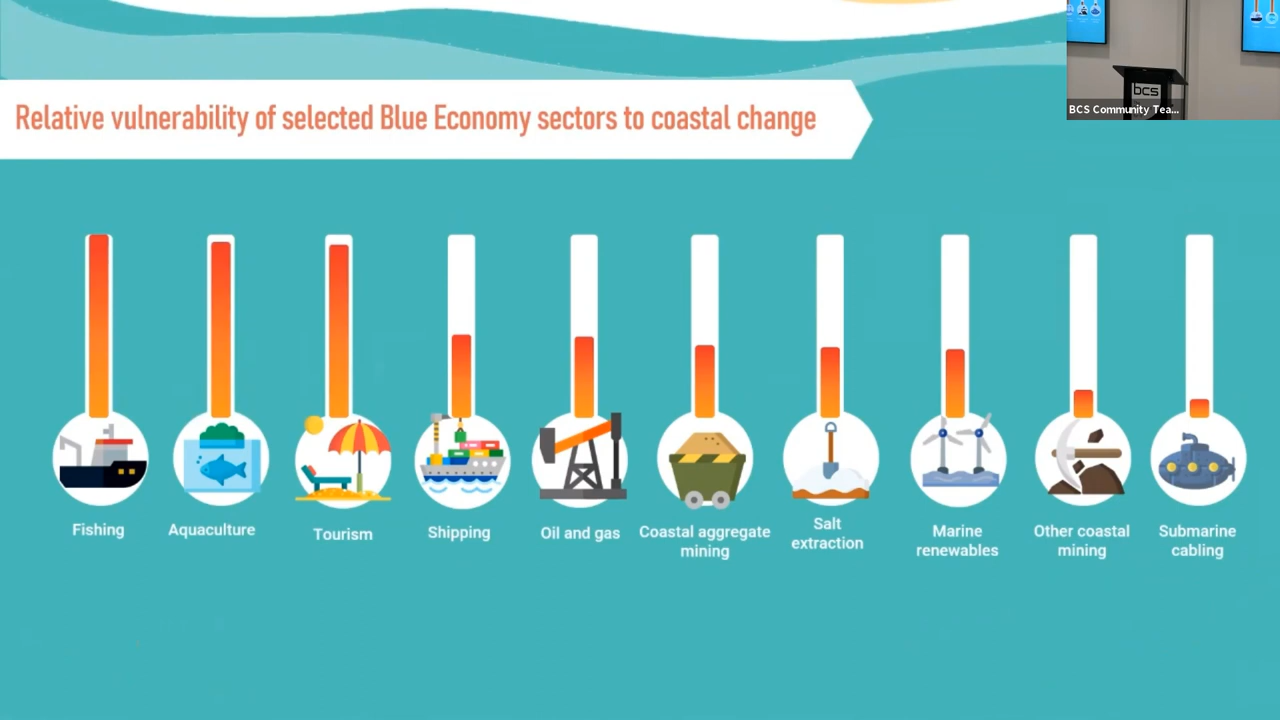 Relative vulnerability of selected Blue Economy sectors to coastal change
bcs
BCS Community Tea...
Fishing
Aquaculture
Tourism
Shipping
Oil and gas
Coastal aggregate
mining
Salt
extraction
Marine
renewables
Other coastal
mining
Submarine
cabling